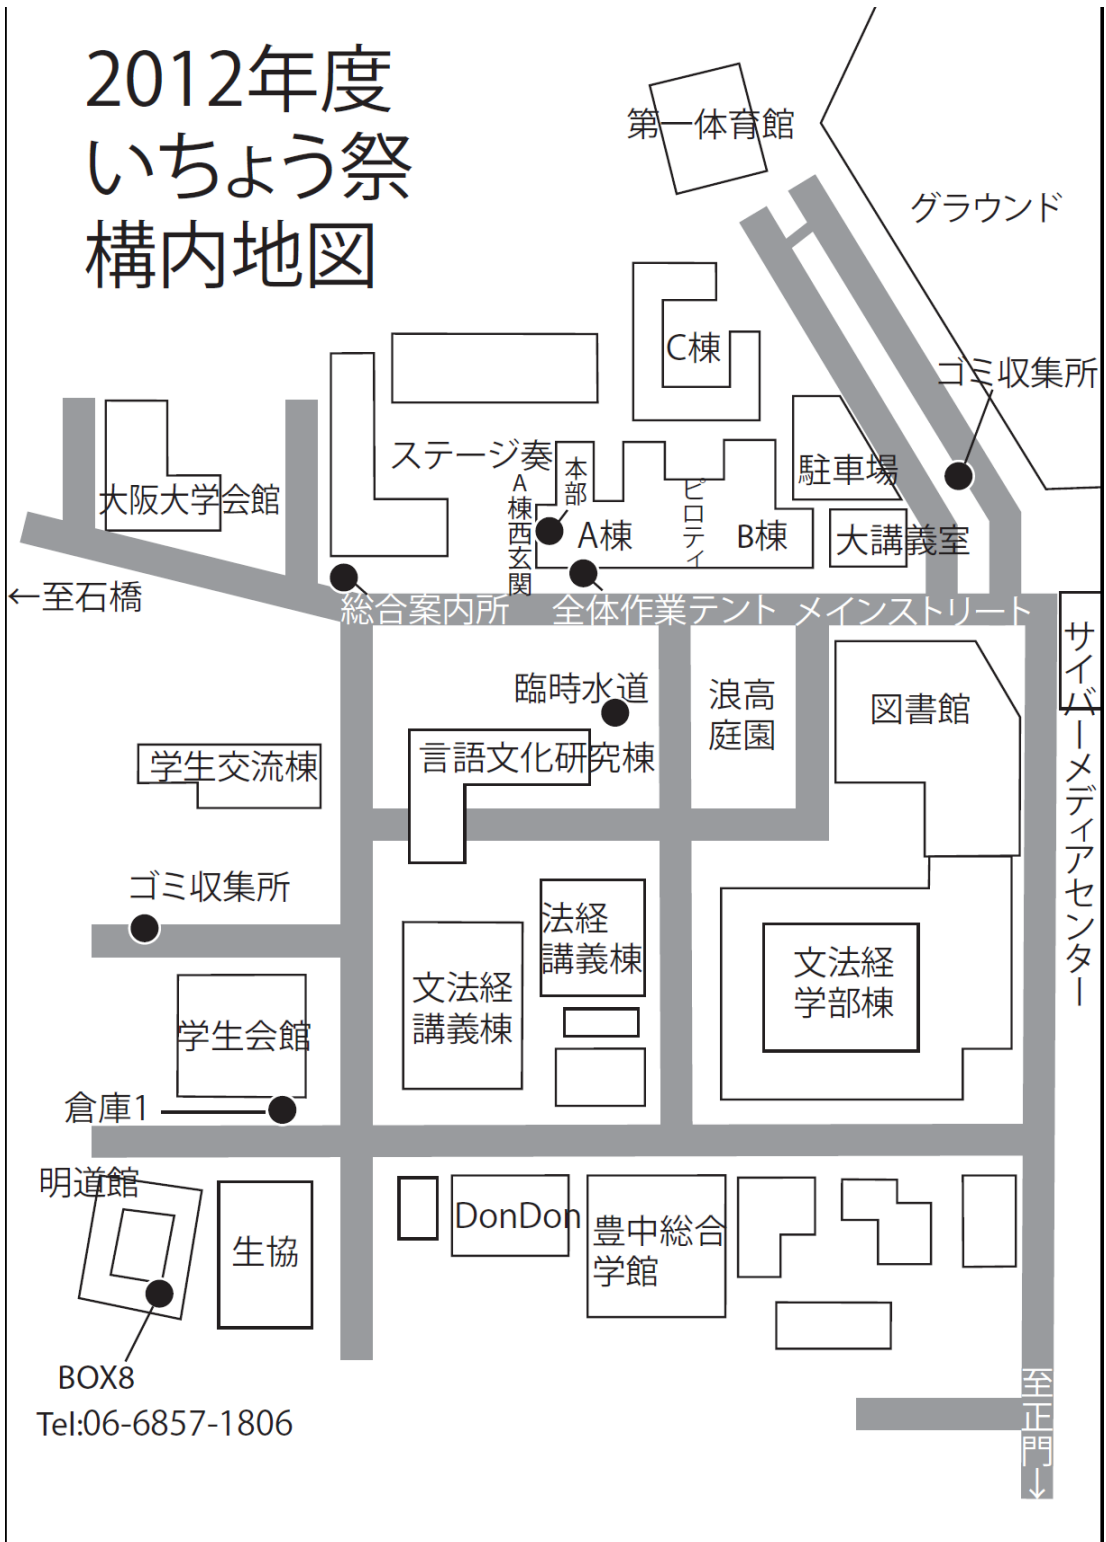 2012年度
いちょう祭
構内地図
第一体育館
グラウンド
C棟
ゴミ収集所
ステージ奏
本部
A棟西玄関
ピロティ
駐車場
大阪大学会館
A棟
B棟
大講義室
←至石橋
総合案内所
全体作業テント
メインストリート
サイバーメディアセンター
臨時水道
浪高
庭園
図書館
学生交流棟
言語文化研究棟
ゴミ収集所
法経
講義棟
文法経
講義棟
文法経
学部棟
学生会館
倉庫1
明道館
生協
DonDon
豊中総合
学館
BOX8
Tel:06-6857-1806
至正門→